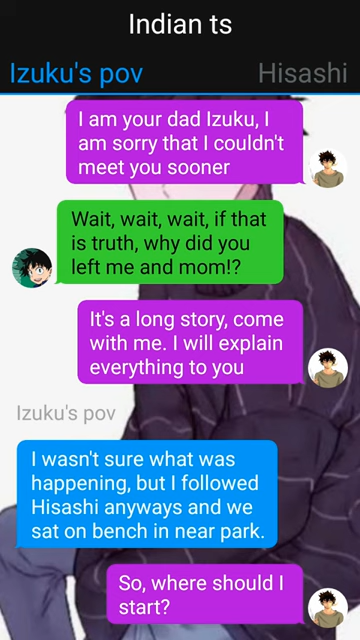 Indian ts
Izuku's pov Hisashi
I am your dad Izuku, I
am sorry that I couldn't
meet you sooner
Wait, wait, wait, if that
is truth, why did you
left me and mom!?
It's a long story, come
with me. I will explain
everything to you
Izuku's pov
I wasn't sure what was
happening, but I followed
Hisashi anyways and we
sat on bench in near park.
So, where should I
start?